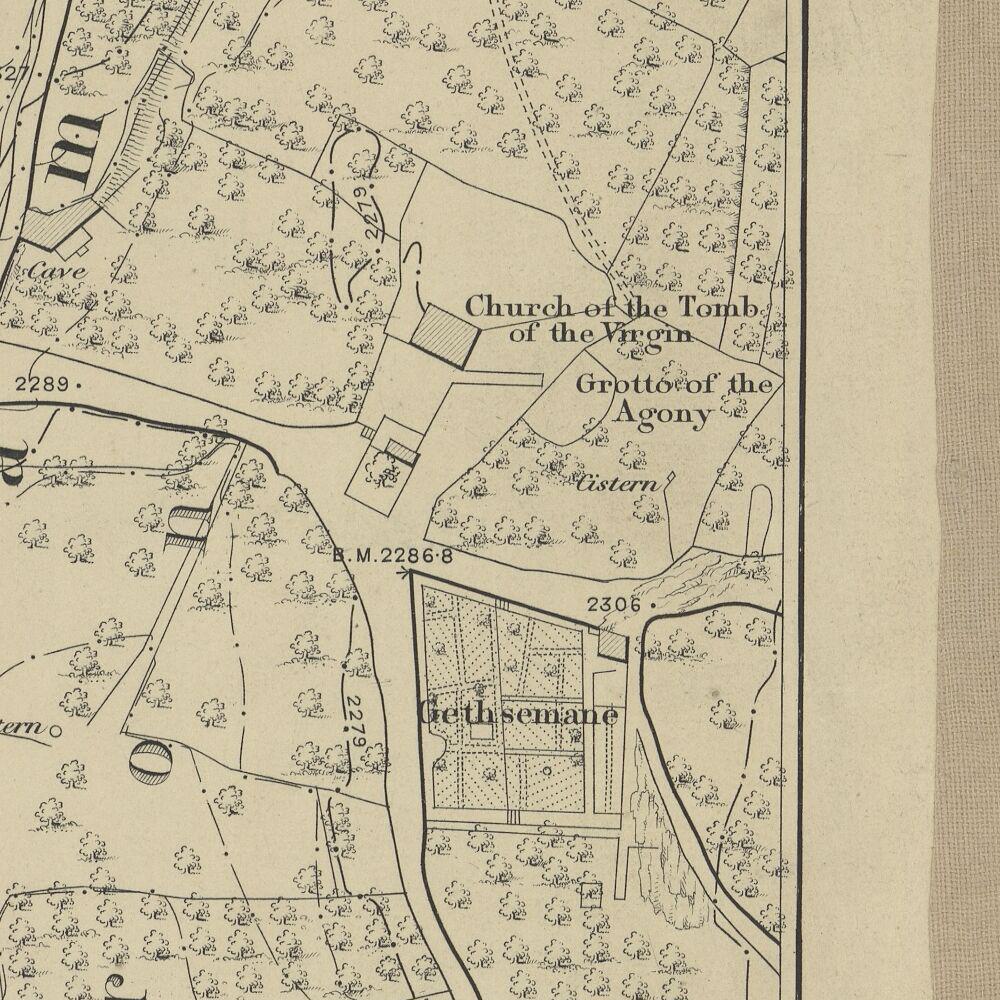 m
Cave
2279
Church of the Tomb
of the Virgin
2289
Grotto of the
Agony
a
Cistern
n
B.M. 2286·8
2306
Gethsemane
2279
o